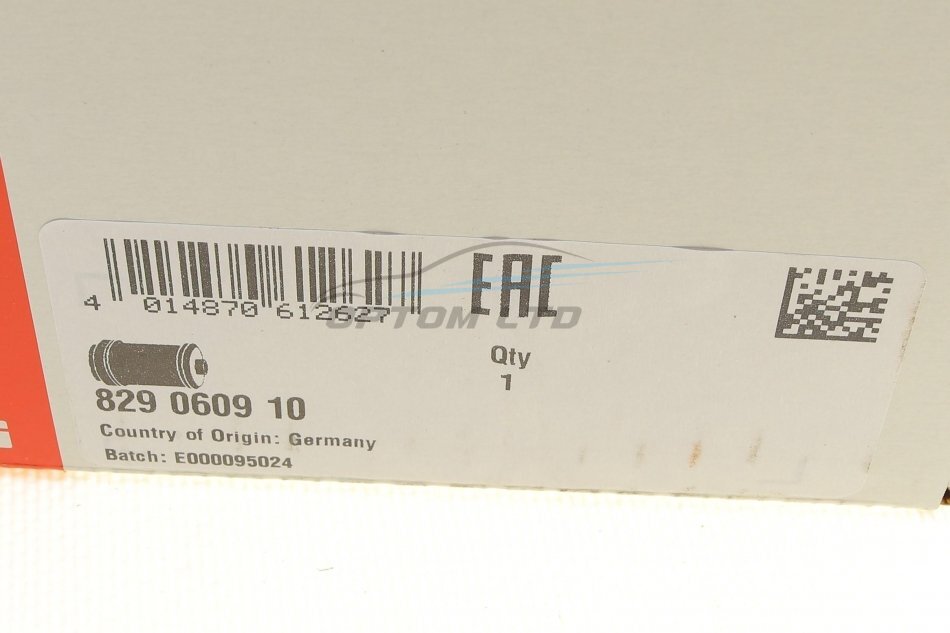 4 014870 612627
EAC
OPTOM LTD
Qty
1
829 0609 10
Country of Origin: Germany
Batch: E000095024